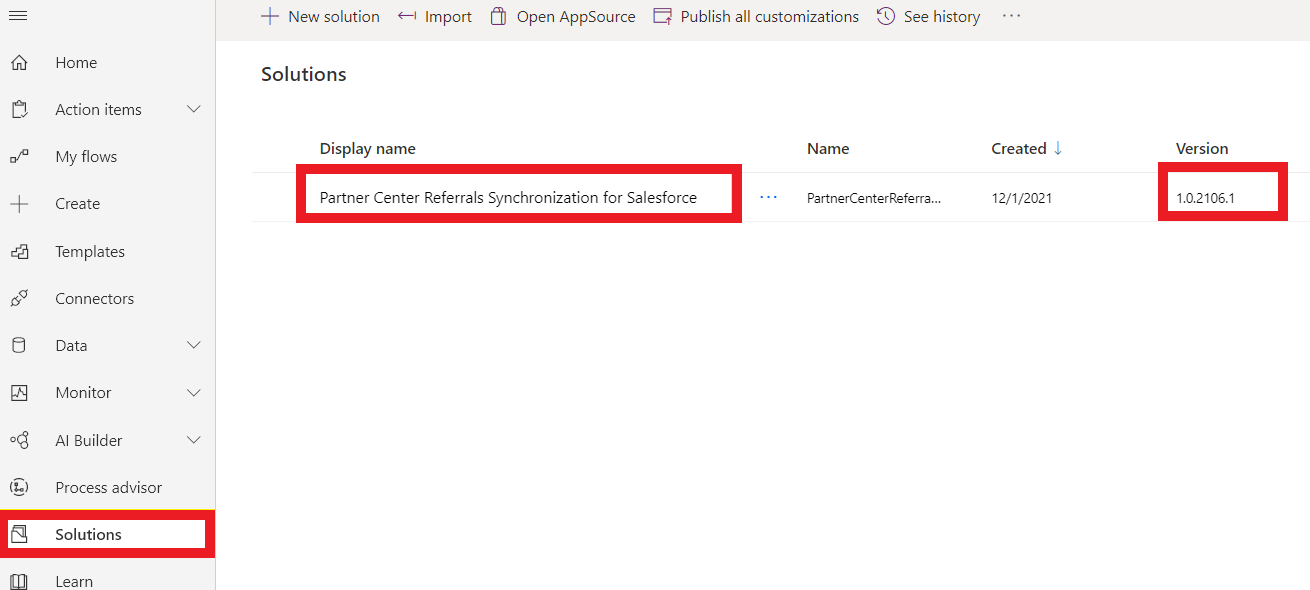 New solution Import Open AppSource Publish all customizations See history ...
Home
Action items
My flows
Create
Templates
Connectors
Data
Monitor
AI Builder
Process advisor
Solutions
Learn
Solutions
Display name Name Created ↓ Version
Partner Center Referrals Synchronization for Salesforce ... PartnerCenterReferra... 12/1/2021 1.0.2106.1